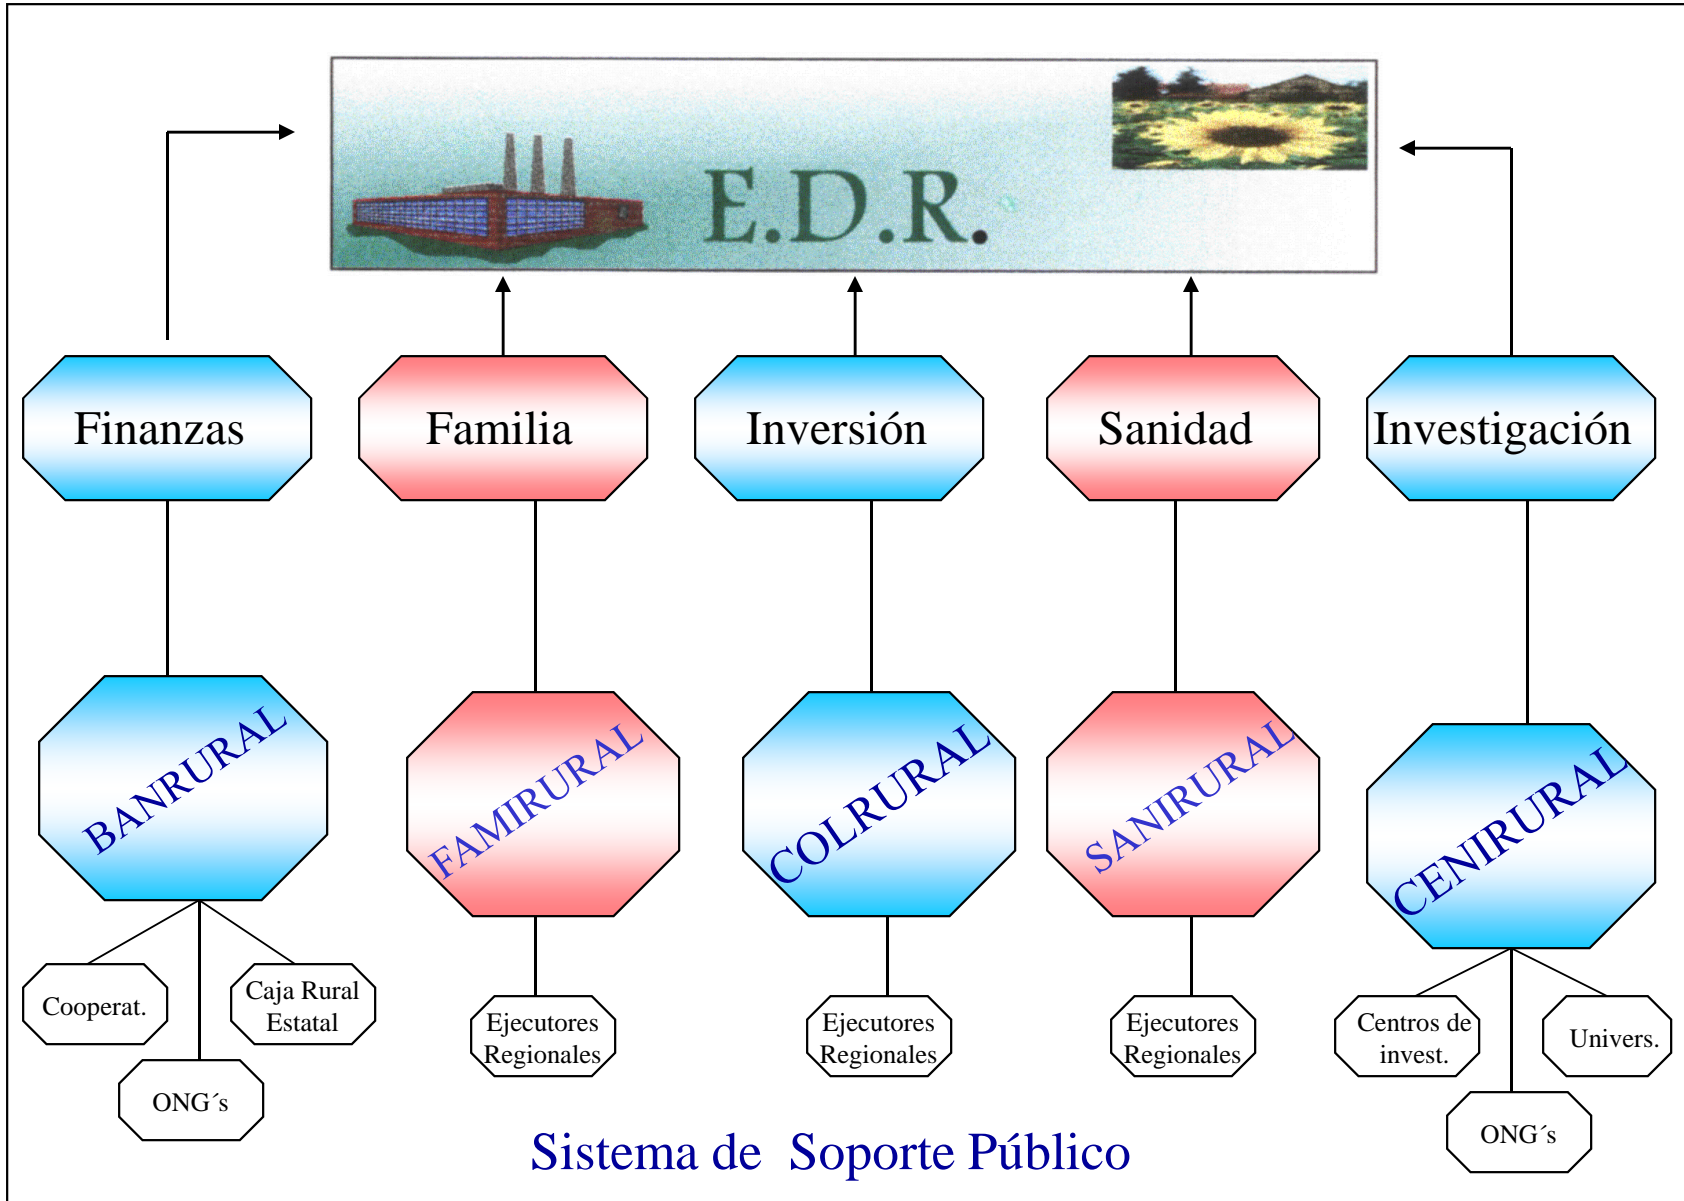 E.D.R.
Finanzas
Familia
Inversión
Sanidad
Investigación
BANRURAL
FAMIRURAL
COLRURAL
SANIRURAL
CENIRURAL
Cooperat.
Caja Rural
Estatal
ONG´s
Ejecutores
Regionales
Ejecutores
Regionales
Ejecutores
Regionales
Centros de
invest.
Univers.
ONG´s
Sistema de  Soporte Público